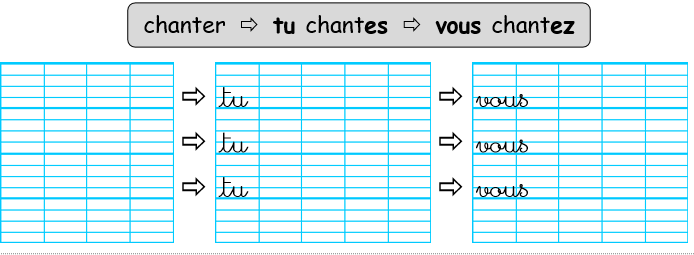 chanter ⇨ tu chantes ⇨ vous chantez
⇨ tu ⇨ vous
⇨ tu ⇨ vous
⇨ tu ⇨ vous